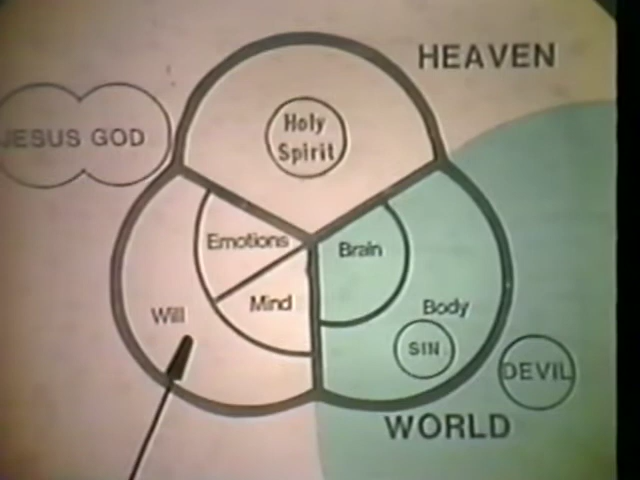 HEAVEN
Holy
Spirit
JESUS GOD
Emotions
Brain
Mind
Will
Body
SIN
DEVIL
WORLD